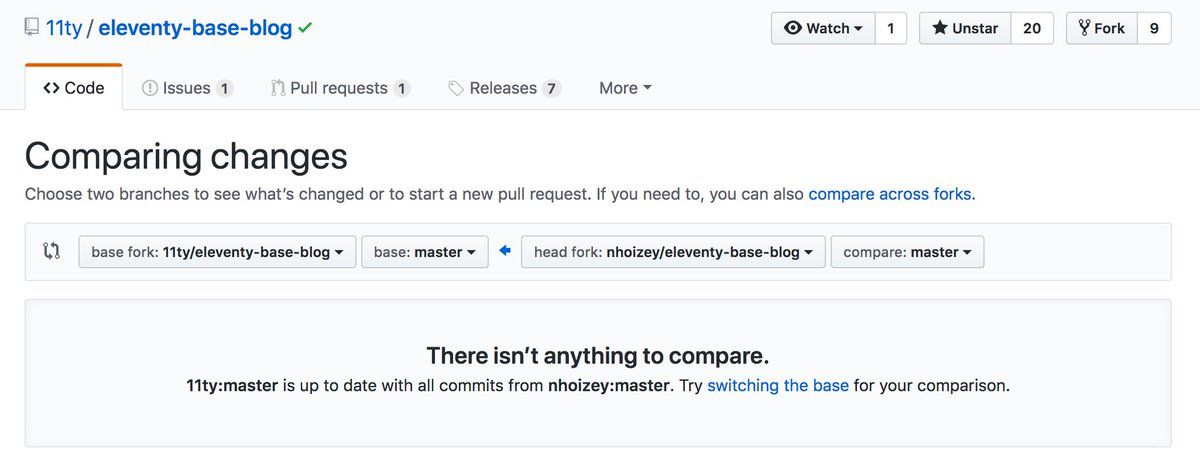 11ty / eleventy-base-blog
Watch 1 Unstar 20 Fork 9
Code Issues 1 Pull requests 1 Releases 7 More
Comparing changes
Choose two branches to see what’s changed or to start a new pull request. If you need to, you can also compare across forks.
base fork: 11ty/eleventy-base-blog base: master head fork: nhoizey/eleventy-base-blog compare: master
There isn’t anything to compare.
11ty:master is up to date with all commits from nhoizey:master. Try switching the base for your comparison.